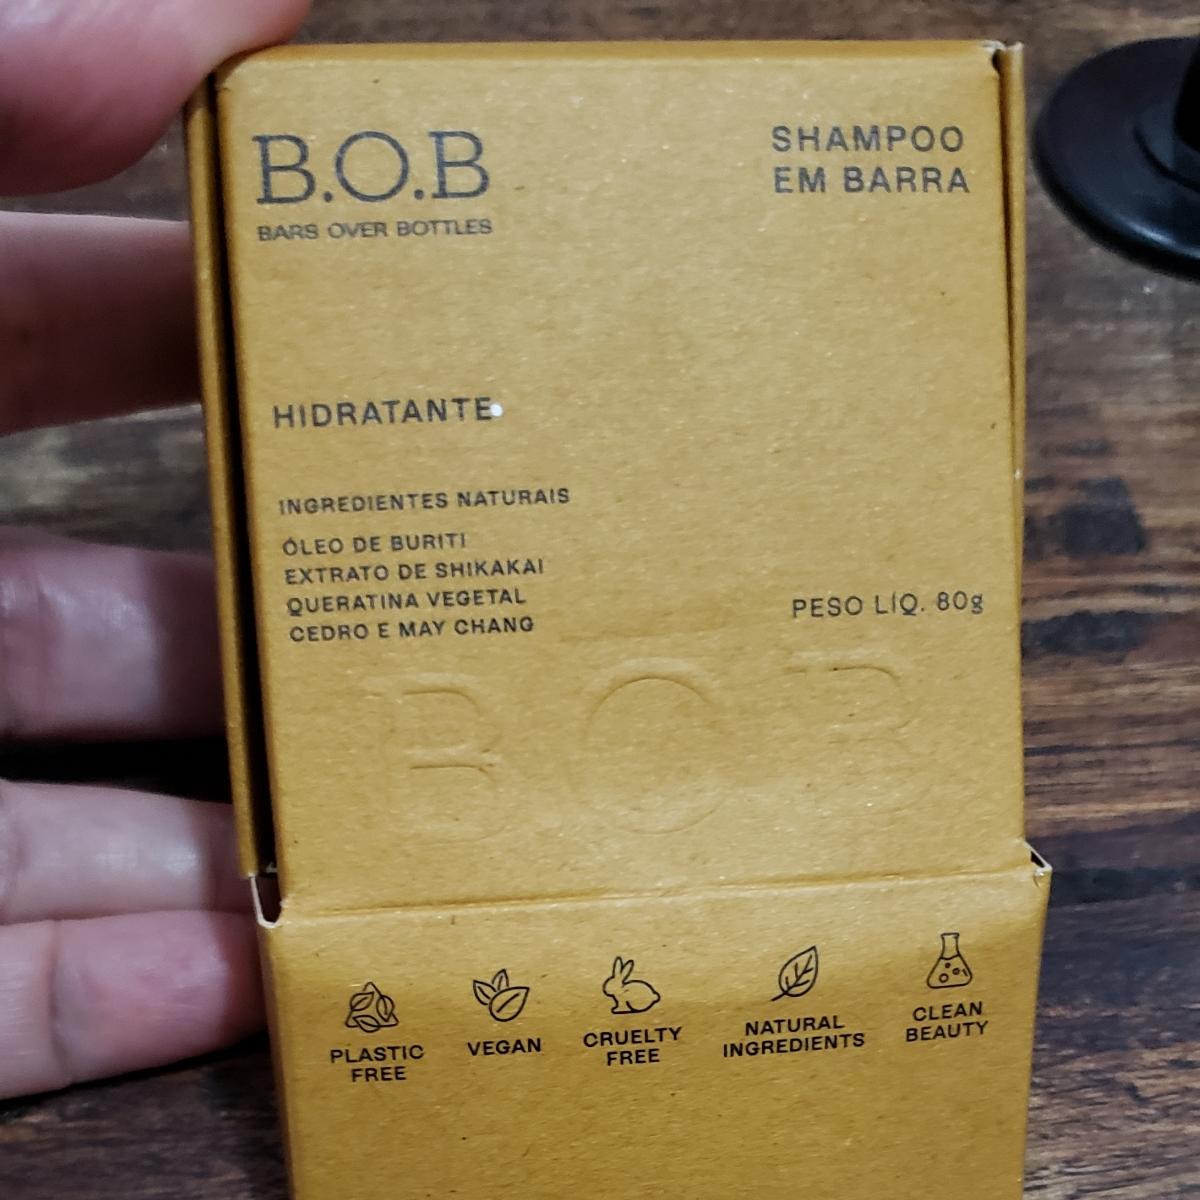 B.O.B
BARS OVER BOTTLES
SHAMPOO
EM BARRA
HIDRATANTE
INGREDIENTES NATURAIS
ÓLEO DE BURITI
EXTRATO DE SHIKAKAI
QUERATINA VEGETAL
CEDRO E MAY CHANG
PESO LÍQ. 80g
B O B
PLASTIC
FREE
VEGAN
CRUELTY
FREE
NATURAL
INGREDIENTS
CLEAN
BEAUTY